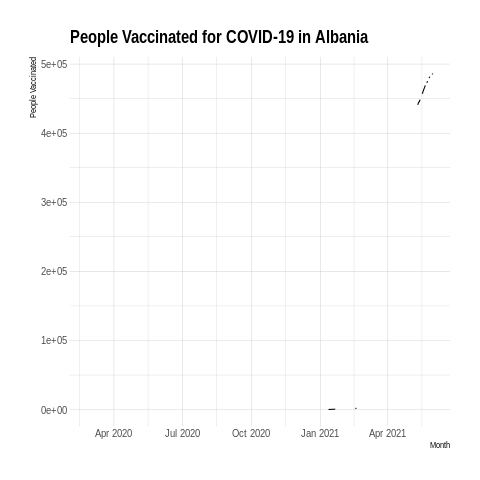 People Vaccinated for COVID-19 in Albania
People Vaccinated
5e+05
4e+05
3e+05
2e+05
1e+05
0e+00
Apr 2020 Jul 2020 Oct 2020 Jan 2021 Apr 2021
Month